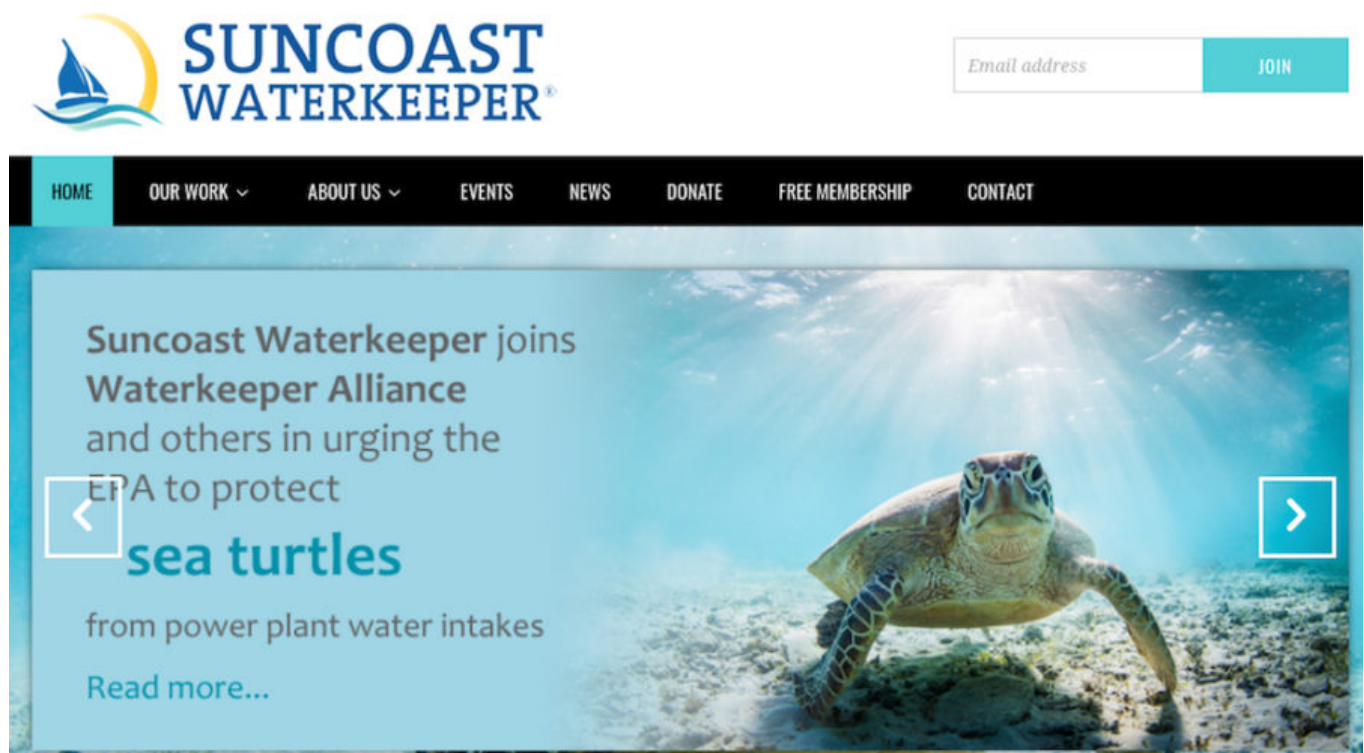 SUNCOAST
WATERKEEPER®
Email address
JOIN
HOME
OUR WORK
ABOUT US
EVENTS
NEWS
DONATE
FREE MEMBERSHIP
CONTACT
Suncoast Waterkeeper joins
Waterkeeper Alliance
and others in urging the
EPA to protect
sea turtles
from power plant water intakes
Read more...